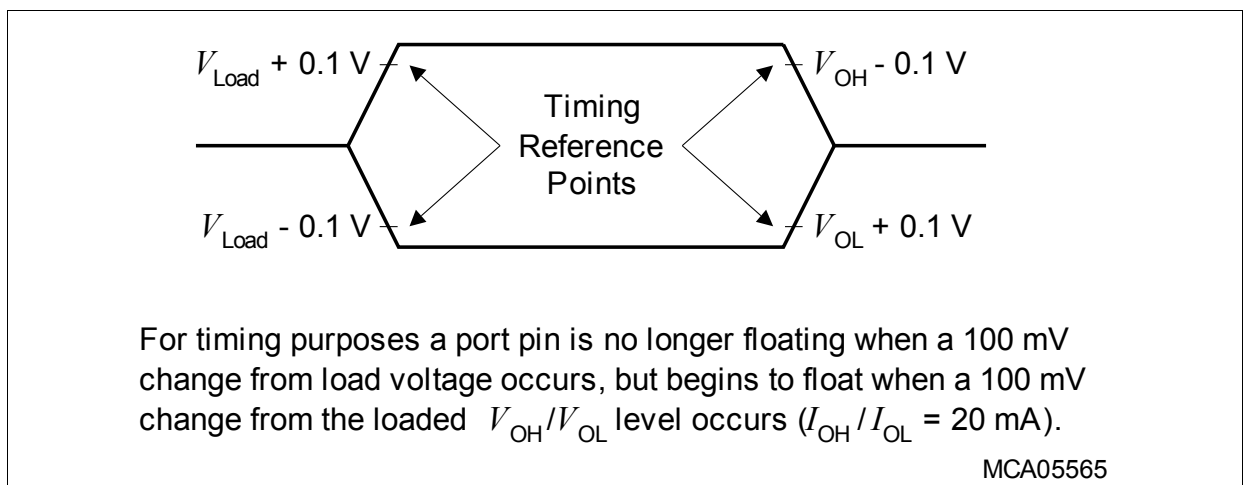 V_Load + 0.1 V
V_OH - 0.1 V
Timing
Reference
Points
V_Load - 0.1 V
V_OL + 0.1 V
For timing purposes a port pin is no longer floating when a 100 mV
change from load voltage occurs, but begins to float when a 100 mV
change from the loaded V_OH/V_OL level occurs (I_OH/I_OL = 20 mA).
MCA05565